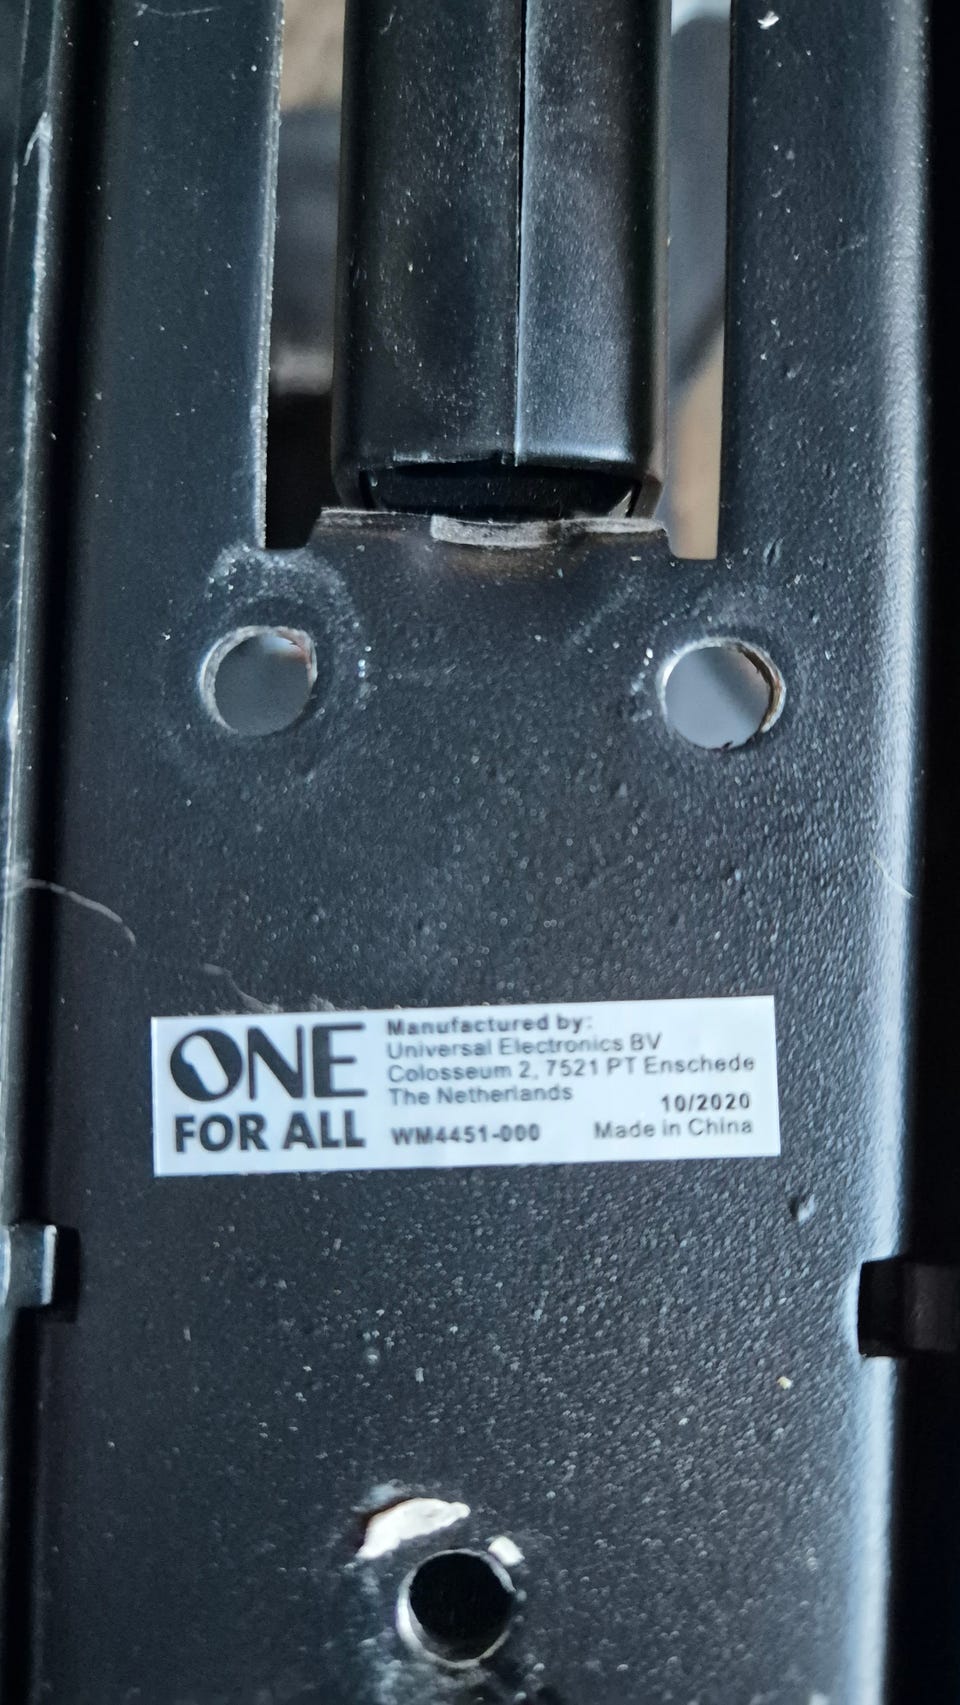 ONE
FOR ALL
Manufactured by:
Universal Electronics BV
Colosseum 2, 7521 PT Enschede
The Netherlands
10/2020
WM4451-000
Made in China